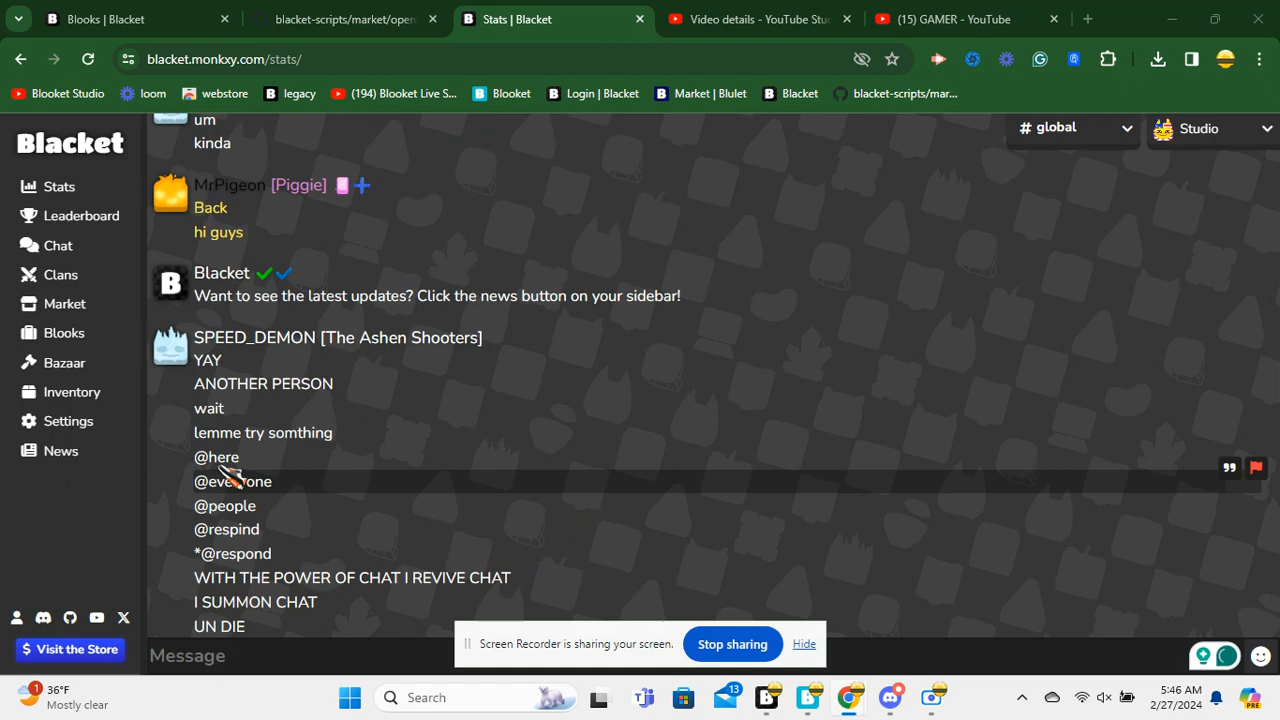 Blooks | Blacket
blacket-scripts/market/open
Stats | Blacket
Video details - YouTube Stu
(15) GAMER - YouTube
blacket.monkxy.com/stats/
Blooket Studio
loom
webstore
legacy
(194) Blooket Live S...
Blooket
Login | Blacket
Market | Blulet
Blacket
blacket-scripts/mar...
Blacket
Stats
Leaderboard
Chat
Clans
Market
Blooks
Bazaar
Inventory
Settings
News
$ Visit the Store
# global
Studio
um
kinda
MrPigeon [Piggie]
Back
hi guys
B
Blacket
Want to see the latest updates? Click the news button on your sidebar!
SPEED_DEMON [The Ashen Shooters]
YAY
ANOTHER PERSON
wait
lemme try somthing
@here
@everyone
@people
@respind
*@respond
WITH THE POWER OF CHAT I REVIVE CHAT
I SUMMON CHAT
UN DIE
Message
Screen Recorder is sharing your screen.
Stop sharing
Hide
1
36°F
Mostly clear
Search
13
5:46 AM
2/27/2024
PRE